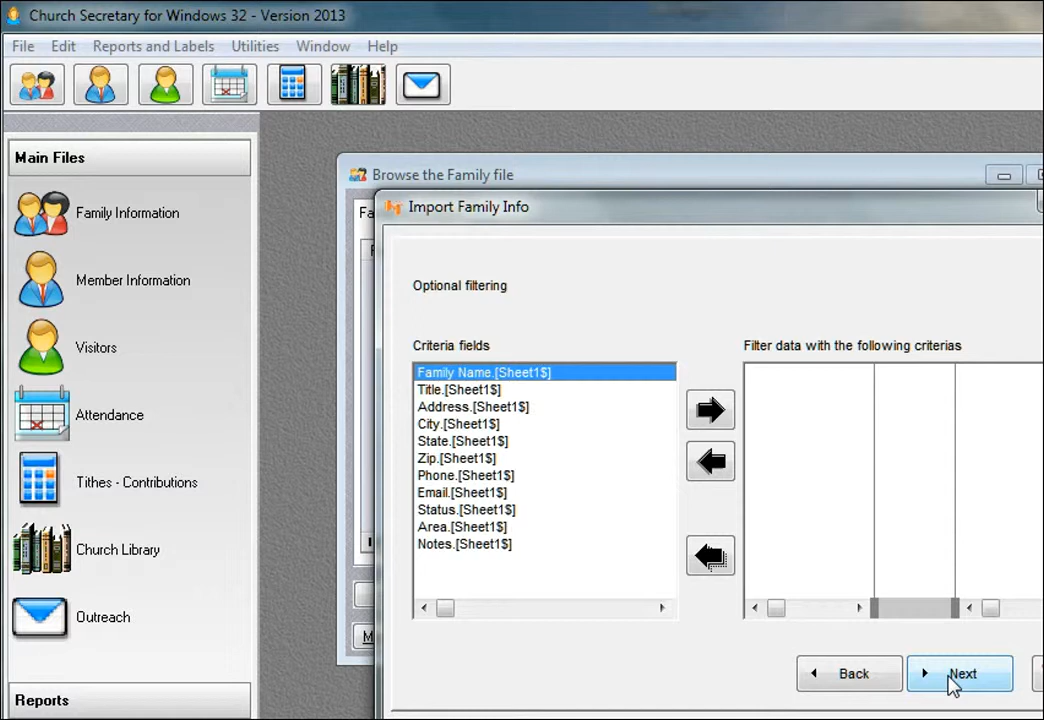 Church Secretary for Windows 32 - Version 2013
File Edit Reports and Labels Utilities Window Help
Main Files
Family Information
Member Information
Visitors
Attendance
Tithes - Contributions
Church Library
Outreach
Reports
Browse the Family file
Fa
Import Family Info
Optional filtering
Criteria fields
Filter data with the following criterias
Family Name.[Sheet1$]
Title.[Sheet1$]
Address.[Sheet1$]
City.[Sheet1$]
State.[Sheet1$]
Zip.[Sheet1$]
Phone.[Sheet1$]
Email.[Sheet1$]
Status.[Sheet1$]
Area.[Sheet1$]
Notes.[Sheet1$]
M
Back
Next